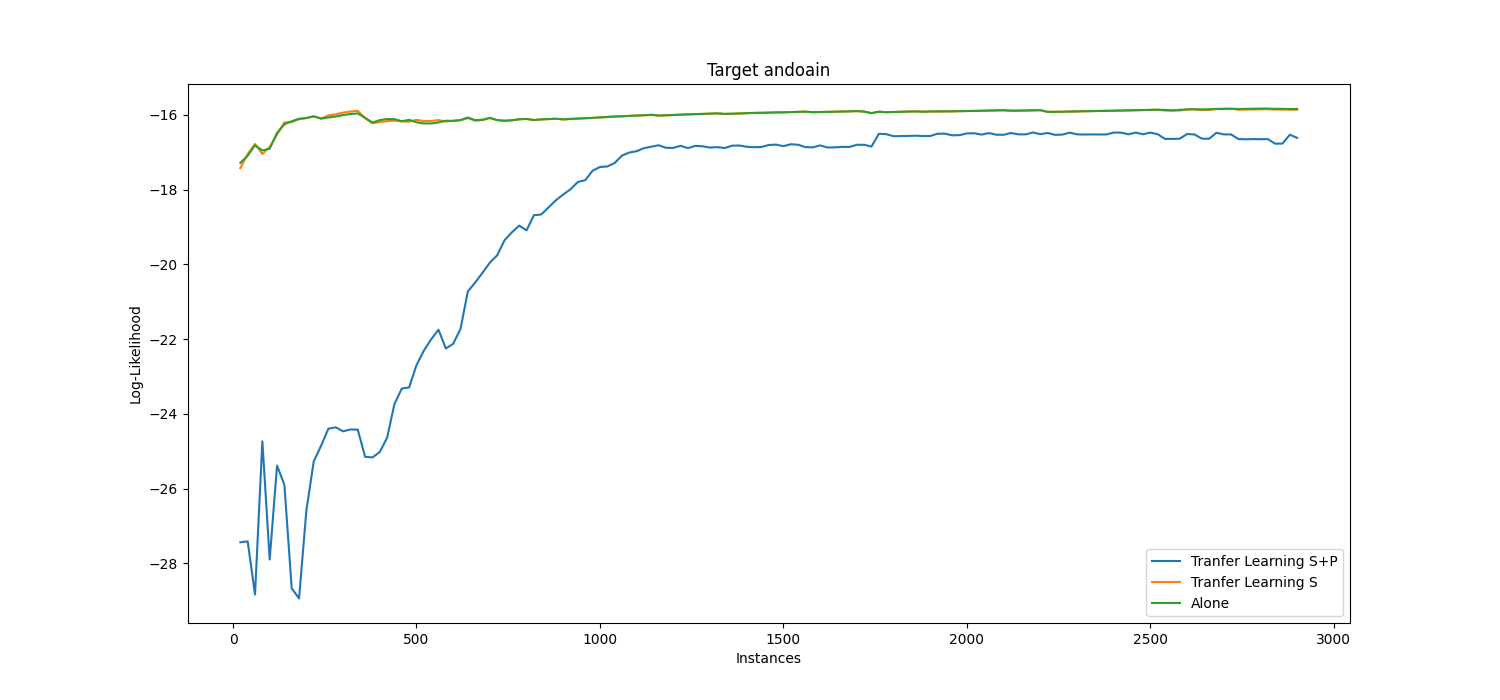 Target andoain
Log-Likelihood
−16
−18
−20
−22
−24
−26
−28
0
500
1000
1500
2000
2500
3000
Instances
Tranfer Learning S+P
Tranfer Learning S
Alone